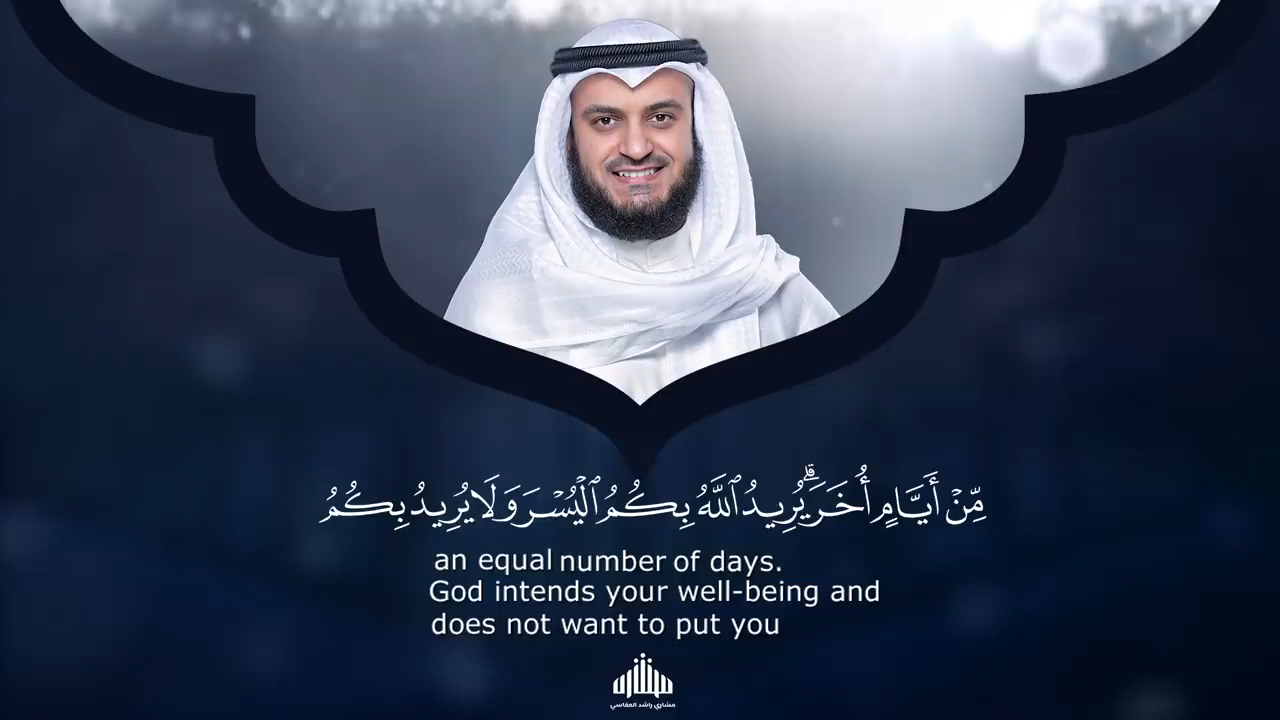 مِّنۡ أَيَّامٍ أُخَرَۗ يُرِيدُ ٱللَّهُ بِكُمُ ٱلۡيُسۡرَ وَلَا يُرِيدُ بِكُمُ
an equal number of days.
God intends your well-being and
does not want to put you
مشاري راشد العفاسي